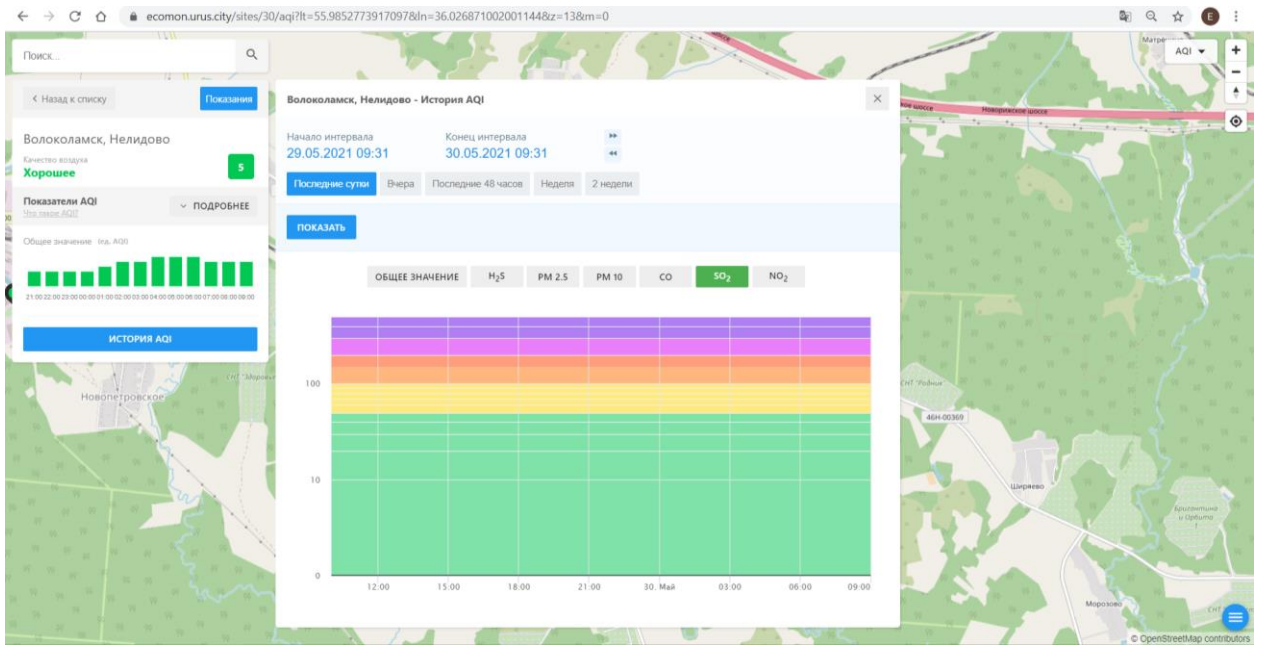 ecomon.urus.city/sites/30/aqi?lt=55.98527739170978&ln=36.02687100200114&z=13&m=0
E
Поиск...
AQI
Назад к списку
Показания
Волоколамск, Нелидово
Качество воздуха
Хорошее
5
Показатели AQI
Что такое AQI?
ПОДРОБНЕЕ
Общее значение (ед. AQI)
21:00 22:00 23:00 00:00 01:00 02:00 03:00 04:00 05:00 06:00 07:00 08:00 09:00
ИСТОРИЯ AQI
Волоколамск, Нелидово - История AQI
Начало интервала
Конец интервала
29.05.2021 09:31
30.05.2021 09:31
Последние сутки
Вчера
Последние 48 часов
Неделя
2 недели
ПОКАЗАТЬ
ОБЩЕЕ ЗНАЧЕНИЕ
H₂S
PM 2.5
PM 10
CO
SO₂
NO₂
100
10
0
12:00 15:00 18:00 21:00 30. Май 03:00 06:00 09:00
Новопетровское
Новорижское шоссе
СНТ "Родник"
46Н-00369
Ширяево
Бригантина
и Орбита
Морозово
© OpenStreetMap contributors